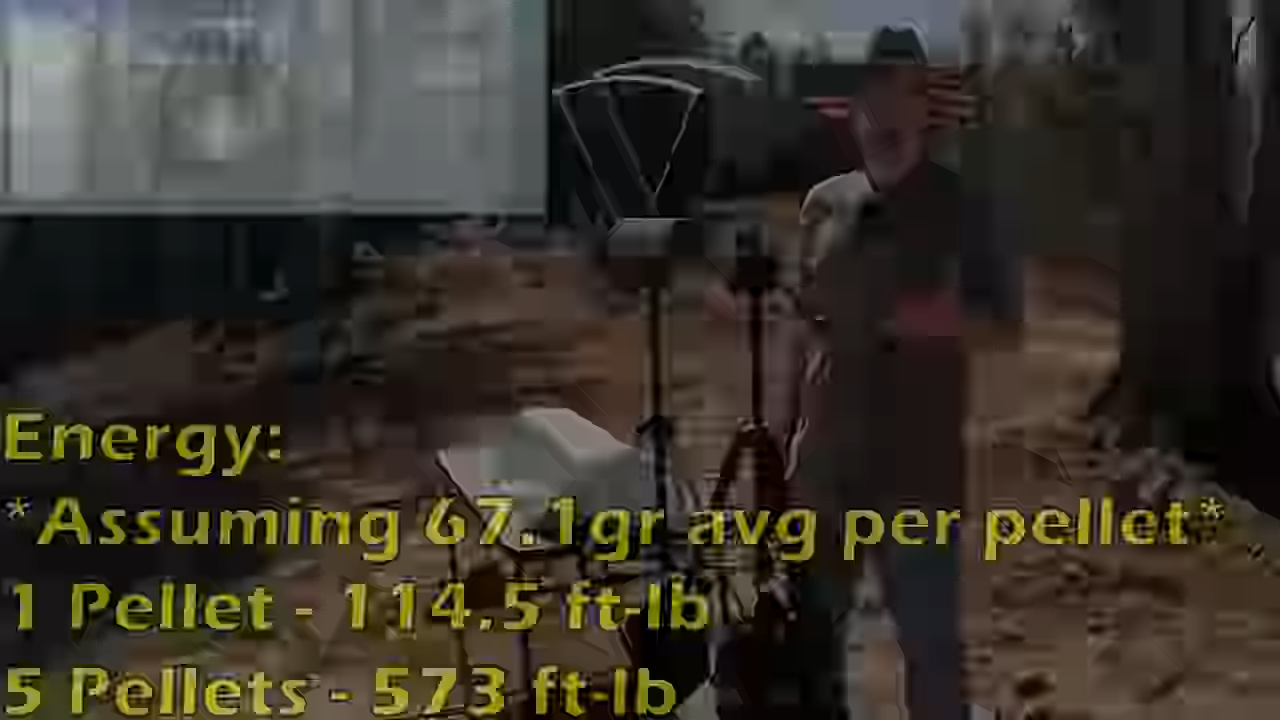 Energy:
*Assuming 67.1gr avg per pellet*
1 Pellet - 114.5 ft-lb
5 Pellets - 573 ft-lb